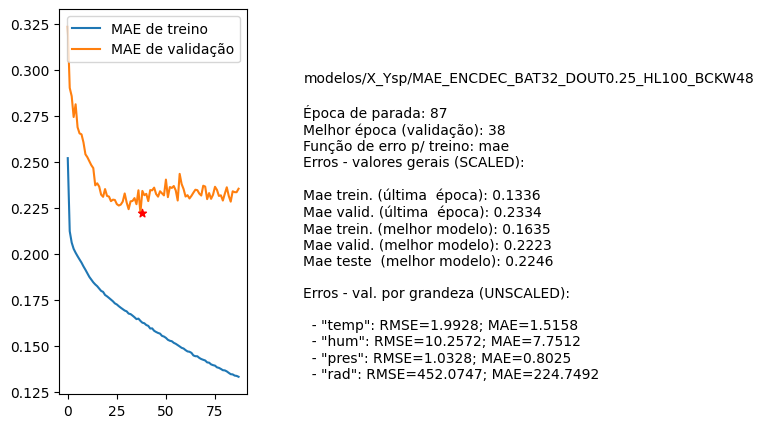 MAE de treino
MAE de validação
0.325
0.300
0.275
0.250
0.225
0.200
0.175
0.150
0.125
0
25
50
75
modelos/X_Ysp/MAE_ENCDEC_BAT32_DOUT0.25_HL100_BCKW48
Época de parada: 87
Melhor época (validação): 38
Função de erro p/ treino: mae
Erros - valores gerais (SCALED):
Mae trein. (última  época): 0.1336
Mae valid. (última  época): 0.2334
Mae trein. (melhor modelo): 0.1635
Mae valid. (melhor modelo): 0.2223
Mae teste  (melhor modelo): 0.2246
Erros - val. por grandeza (UNSCALED):
- "temp": RMSE=1.9928; MAE=1.5158
- "hum": RMSE=10.2572; MAE=7.7512
- "pres": RMSE=1.0328; MAE=0.8025
- "rad": RMSE=452.0747; MAE=224.7492